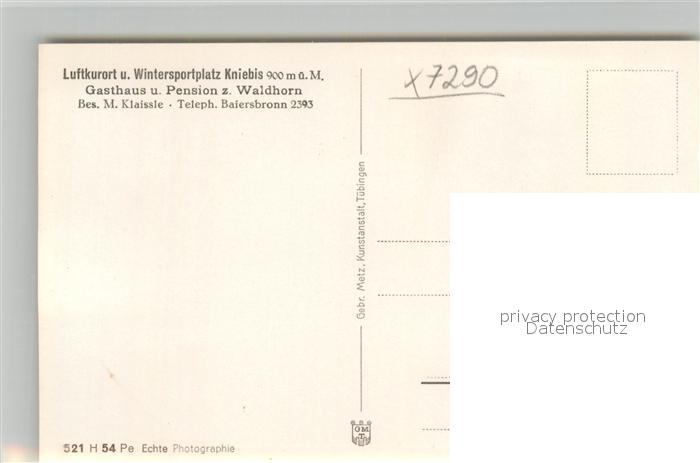 Luftkurort u. Wintersportplatz Kniebis 900 m ü. M.
Gasthaus u. Pension z. Waldhorn
Bes. M. Klaissle · Teleph. Baiersbronn 2393
x7290
Gebr. Metz, Kunstanstalt, Tübingen
privacy protection
Datenschutz
GM
T
521 H 54 Pe Echte Photographie